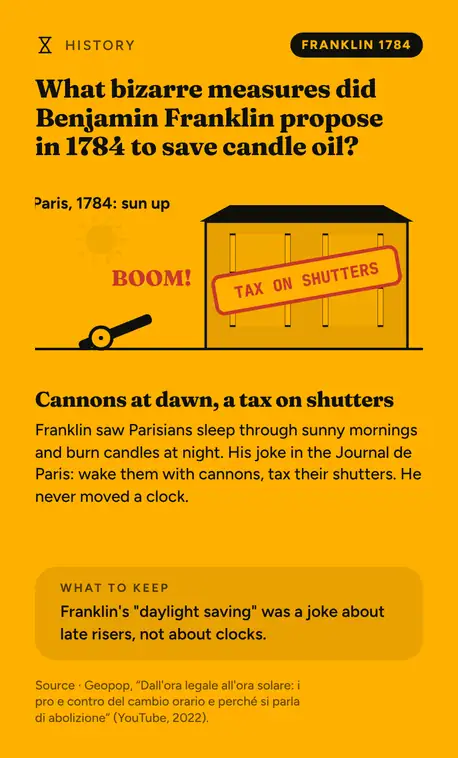 HISTORY
FRANKLIN 1784
What bizarre measures did
Benjamin Franklin propose
in 1784 to save candle oil?
Paris, 1784: sun up
BOOM!
TAX ON SHUTTERS
Cannons at dawn, a tax on shutters
Franklin saw Parisians sleep through sunny mornings
and burn candles at night. His joke in the Journal de
Paris: wake them with cannons, tax their shutters. He
never moved a clock.
WHAT TO KEEP
Franklin's "daylight saving" was a joke about
late risers, not about clocks.
Source · Geopop, “Dall'ora legale all'ora solare: i
pro e contro del cambio orario e perché si parla
di abolizione” (YouTube, 2022).